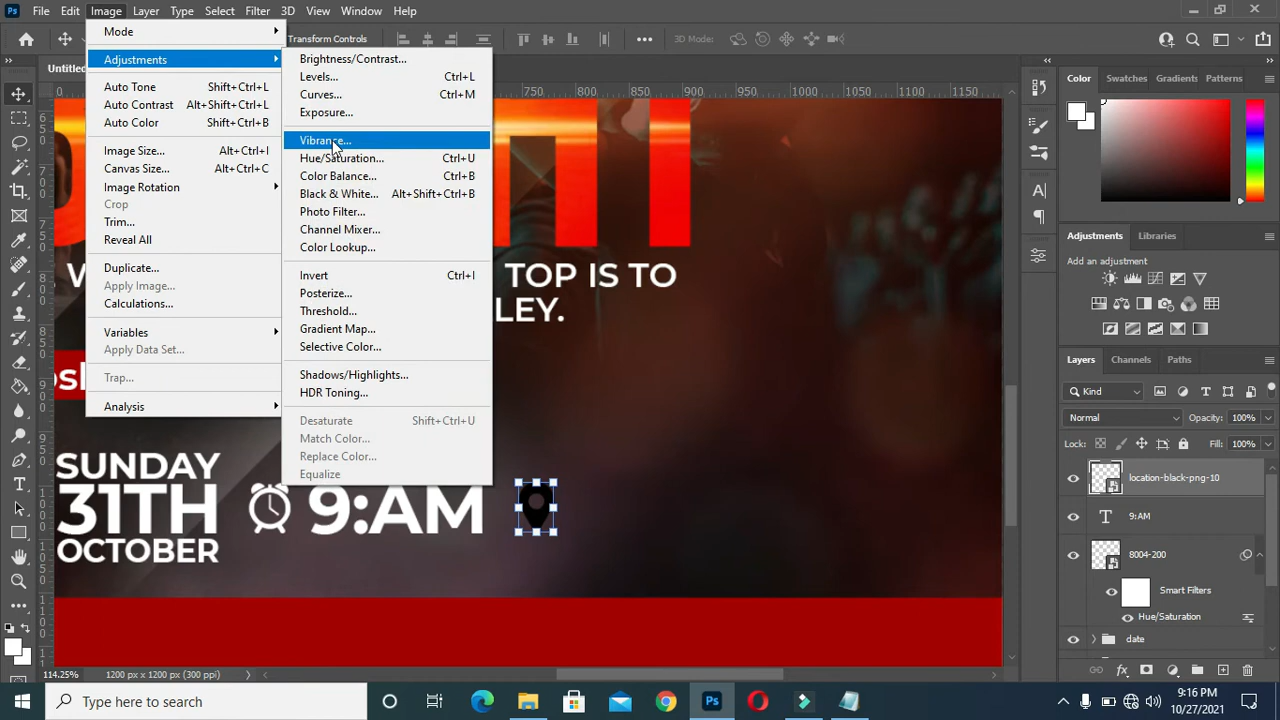 File Edit Image Layer Type Select Filter 3D View Window Help
Transform Controls
3D Mode:
Untitled
Mode
Adjustments
Auto Tone Shift+Ctrl+L
Auto Contrast Alt+Shift+Ctrl+L
Auto Color Shift+Ctrl+B
Image Size... Alt+Ctrl+I
Canvas Size... Alt+Ctrl+C
Image Rotation
Crop
Trim...
Reveal All
Duplicate...
Apply Image...
Calculations...
Variables
Apply Data Set...
Trap...
Analysis
Brightness/Contrast...
Levels... Ctrl+L
Curves... Ctrl+M
Exposure...
Vibrance...
Hue/Saturation... Ctrl+U
Color Balance... Ctrl+B
Black & White... Alt+Shift+Ctrl+B
Photo Filter...
Channel Mixer...
Color Lookup...
Invert Ctrl+I
Posterize...
Threshold...
Gradient Map...
Selective Color...
Shadows/Highlights...
HDR Toning...
Desaturate Shift+Ctrl+U
Match Color...
Replace Color...
Equalize
750 800 850 900 950 1000 1050 1100 1150
TOP IS TO
LEY.
SUNDAY
31TH
OCTOBER
9:AM
Color Swatches Gradients Patterns
Adjustments Libraries
Add an adjustment
Layers Channels Paths
Kind
Normal Opacity: 100%
Lock: Fill: 100%
location-black-png-10
T 9:AM
8004-200
Smart Filters
Hue/Saturation
date
114.25% 1200 px x 1200 px (300 ppi)
Type here to search
9:16 PM
10/27/2021